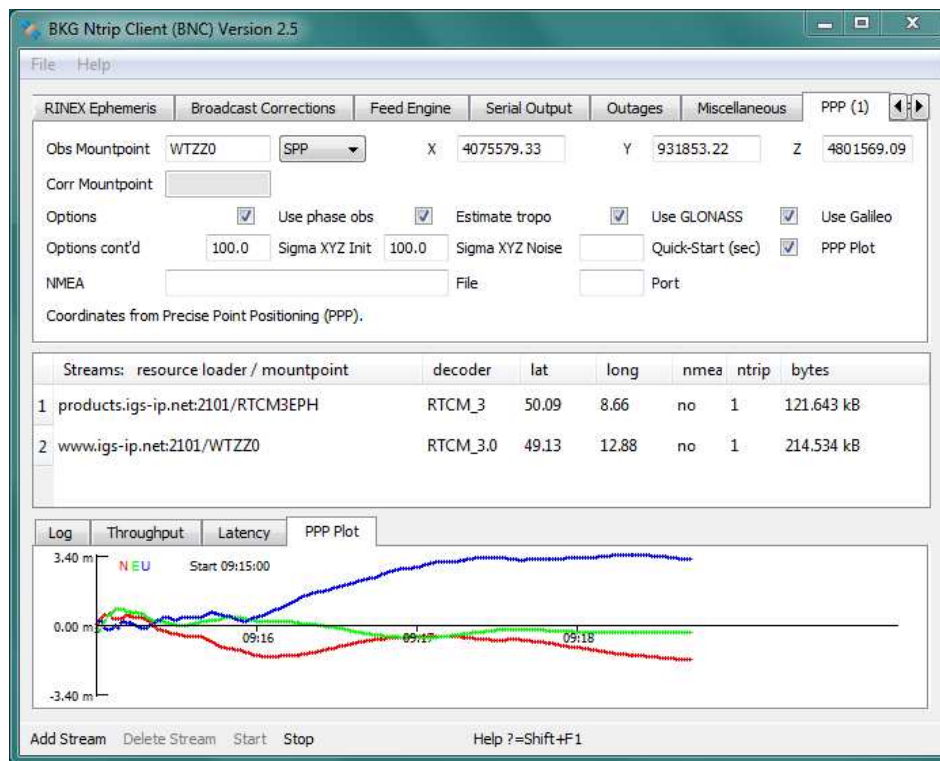 BKG Ntrip Client (BNC) Version 2.5
File Help
RINEX Ephemeris Broadcast Corrections Feed Engine Serial Output Outages Miscellaneous PPP (1)
Obs Mountpoint WTZZ0 SPP X 4075579.33 Y 931853.22 Z 4801569.09
Corr Mountpoint
Options Use phase obs Estimate tropo Use GLONASS Use Galileo
Options cont'd 100.0 Sigma XYZ Init 100.0 Sigma XYZ Noise Quick-Start (sec) PPP Plot
NMEA File Port
Coordinates from Precise Point Positioning (PPP).
Streams: resource loader / mountpoint decoder lat long nmea ntrip bytes
1 products.igs-ip.net:2101/RTCM3EPH RTCM_3 50.09 8.66 no 1 121.643 kB
2 www.igs-ip.net:2101/WTZZ0 RTCM_3.0 49.13 12.88 no 1 214.534 kB
Log Throughput Latency PPP Plot
3.40 m NEU Start 09:15:00
0.00 m 09:16 09:17 09:18
-3.40 m
Add Stream Delete Stream Start Stop Help ?=Shift+F1